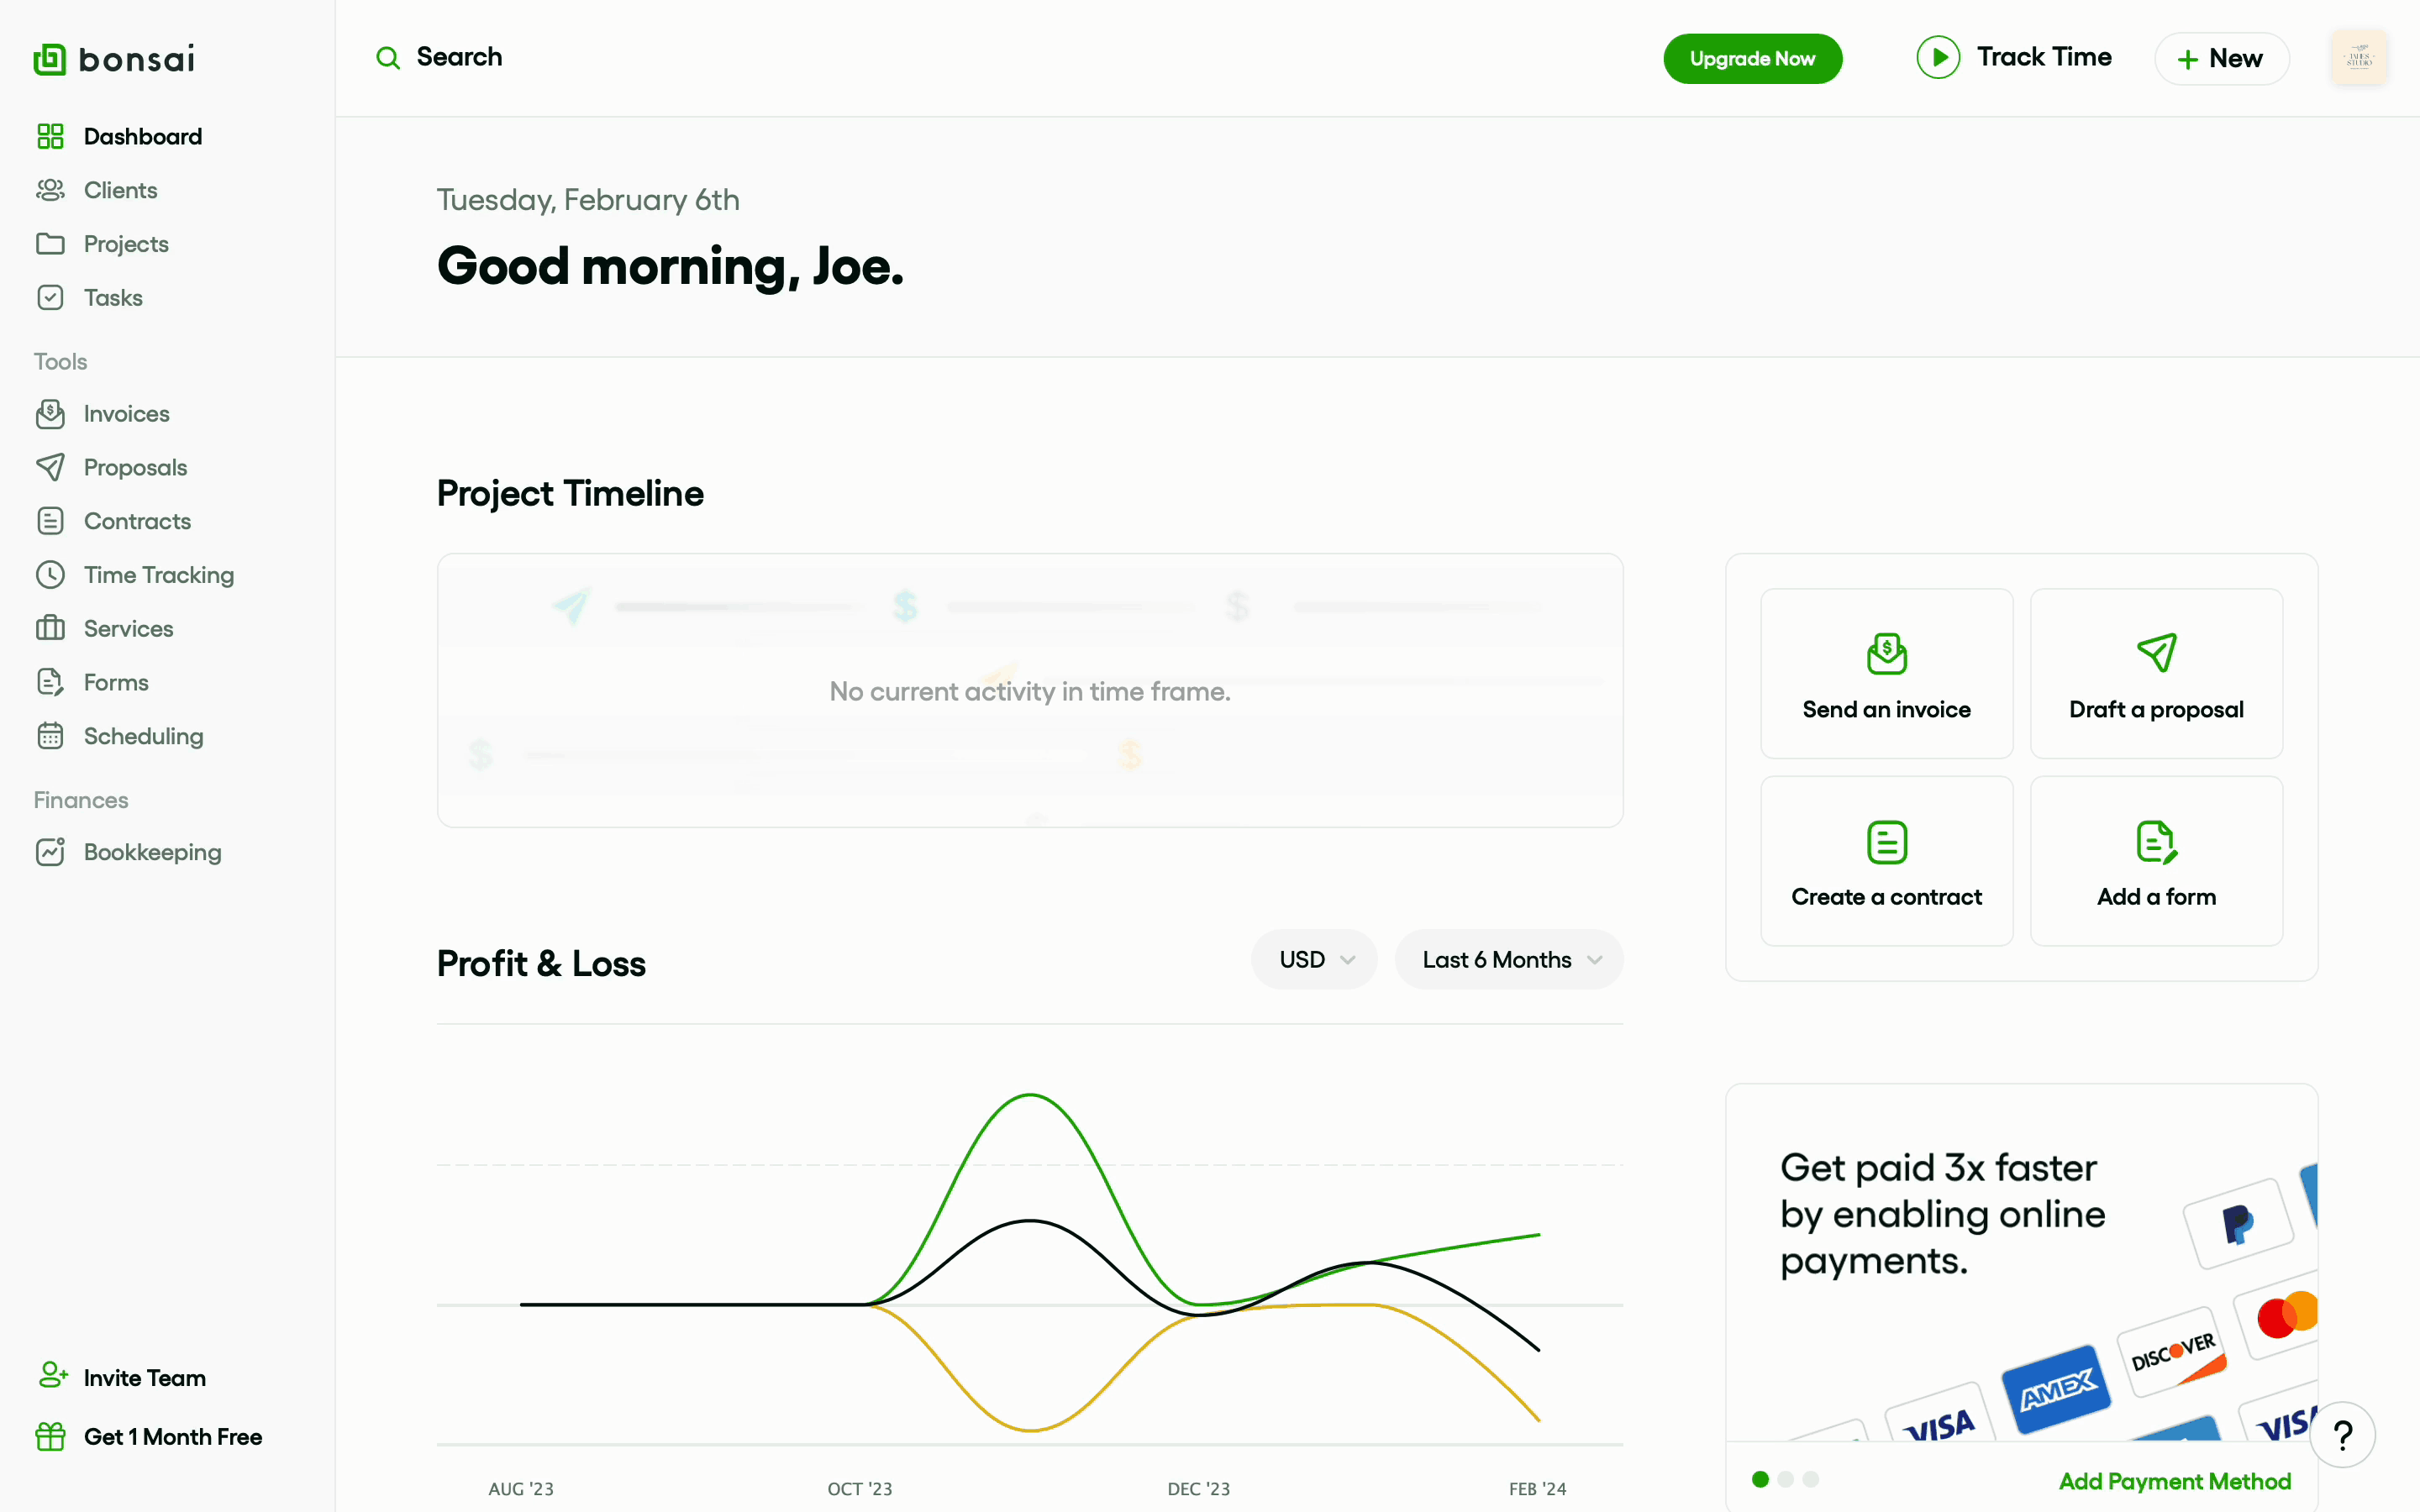 bonsai
Search
Upgrade Now
Track Time
New
Dashboard
Clients
Projects
Tasks
Tools
Invoices
Proposals
Contracts
Time Tracking
Services
Forms
Scheduling
Finances
Bookkeeping
Invite Team
Get 1 Month Free
Tuesday, February 6th
Good morning, Joe.
Project Timeline
No current activity in time frame.
Send an invoice
Draft a proposal
Create a contract
Add a form
Profit & Loss
USD
Last 6 Months
AUG '23
OCT '23
DEC '23
FEB '24
Get paid 3x faster
by enabling online
payments.
DISCOVER
AMEX
VISA
VISA
Add Payment Method
?